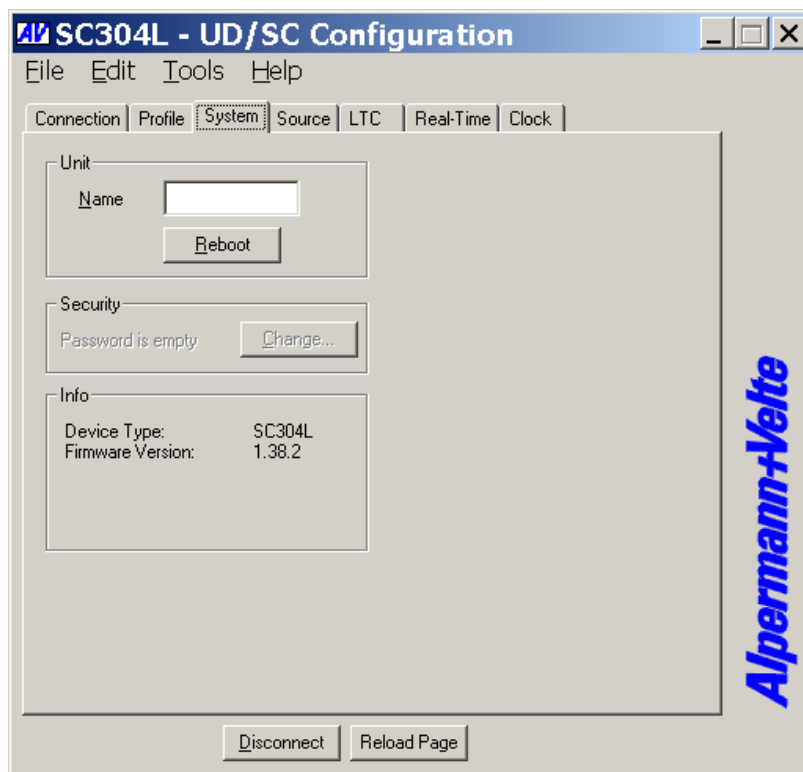 AV SC304L - UD/SC Configuration
File Edit Tools Help
Connection Profile System Source LTC Real-Time Clock
Unit
Name
Reboot
Security
Password is empty Change...
Info
Device Type: SC304L
Firmware Version: 1.38.2
Alpermann+Velte
Disconnect Reload Page